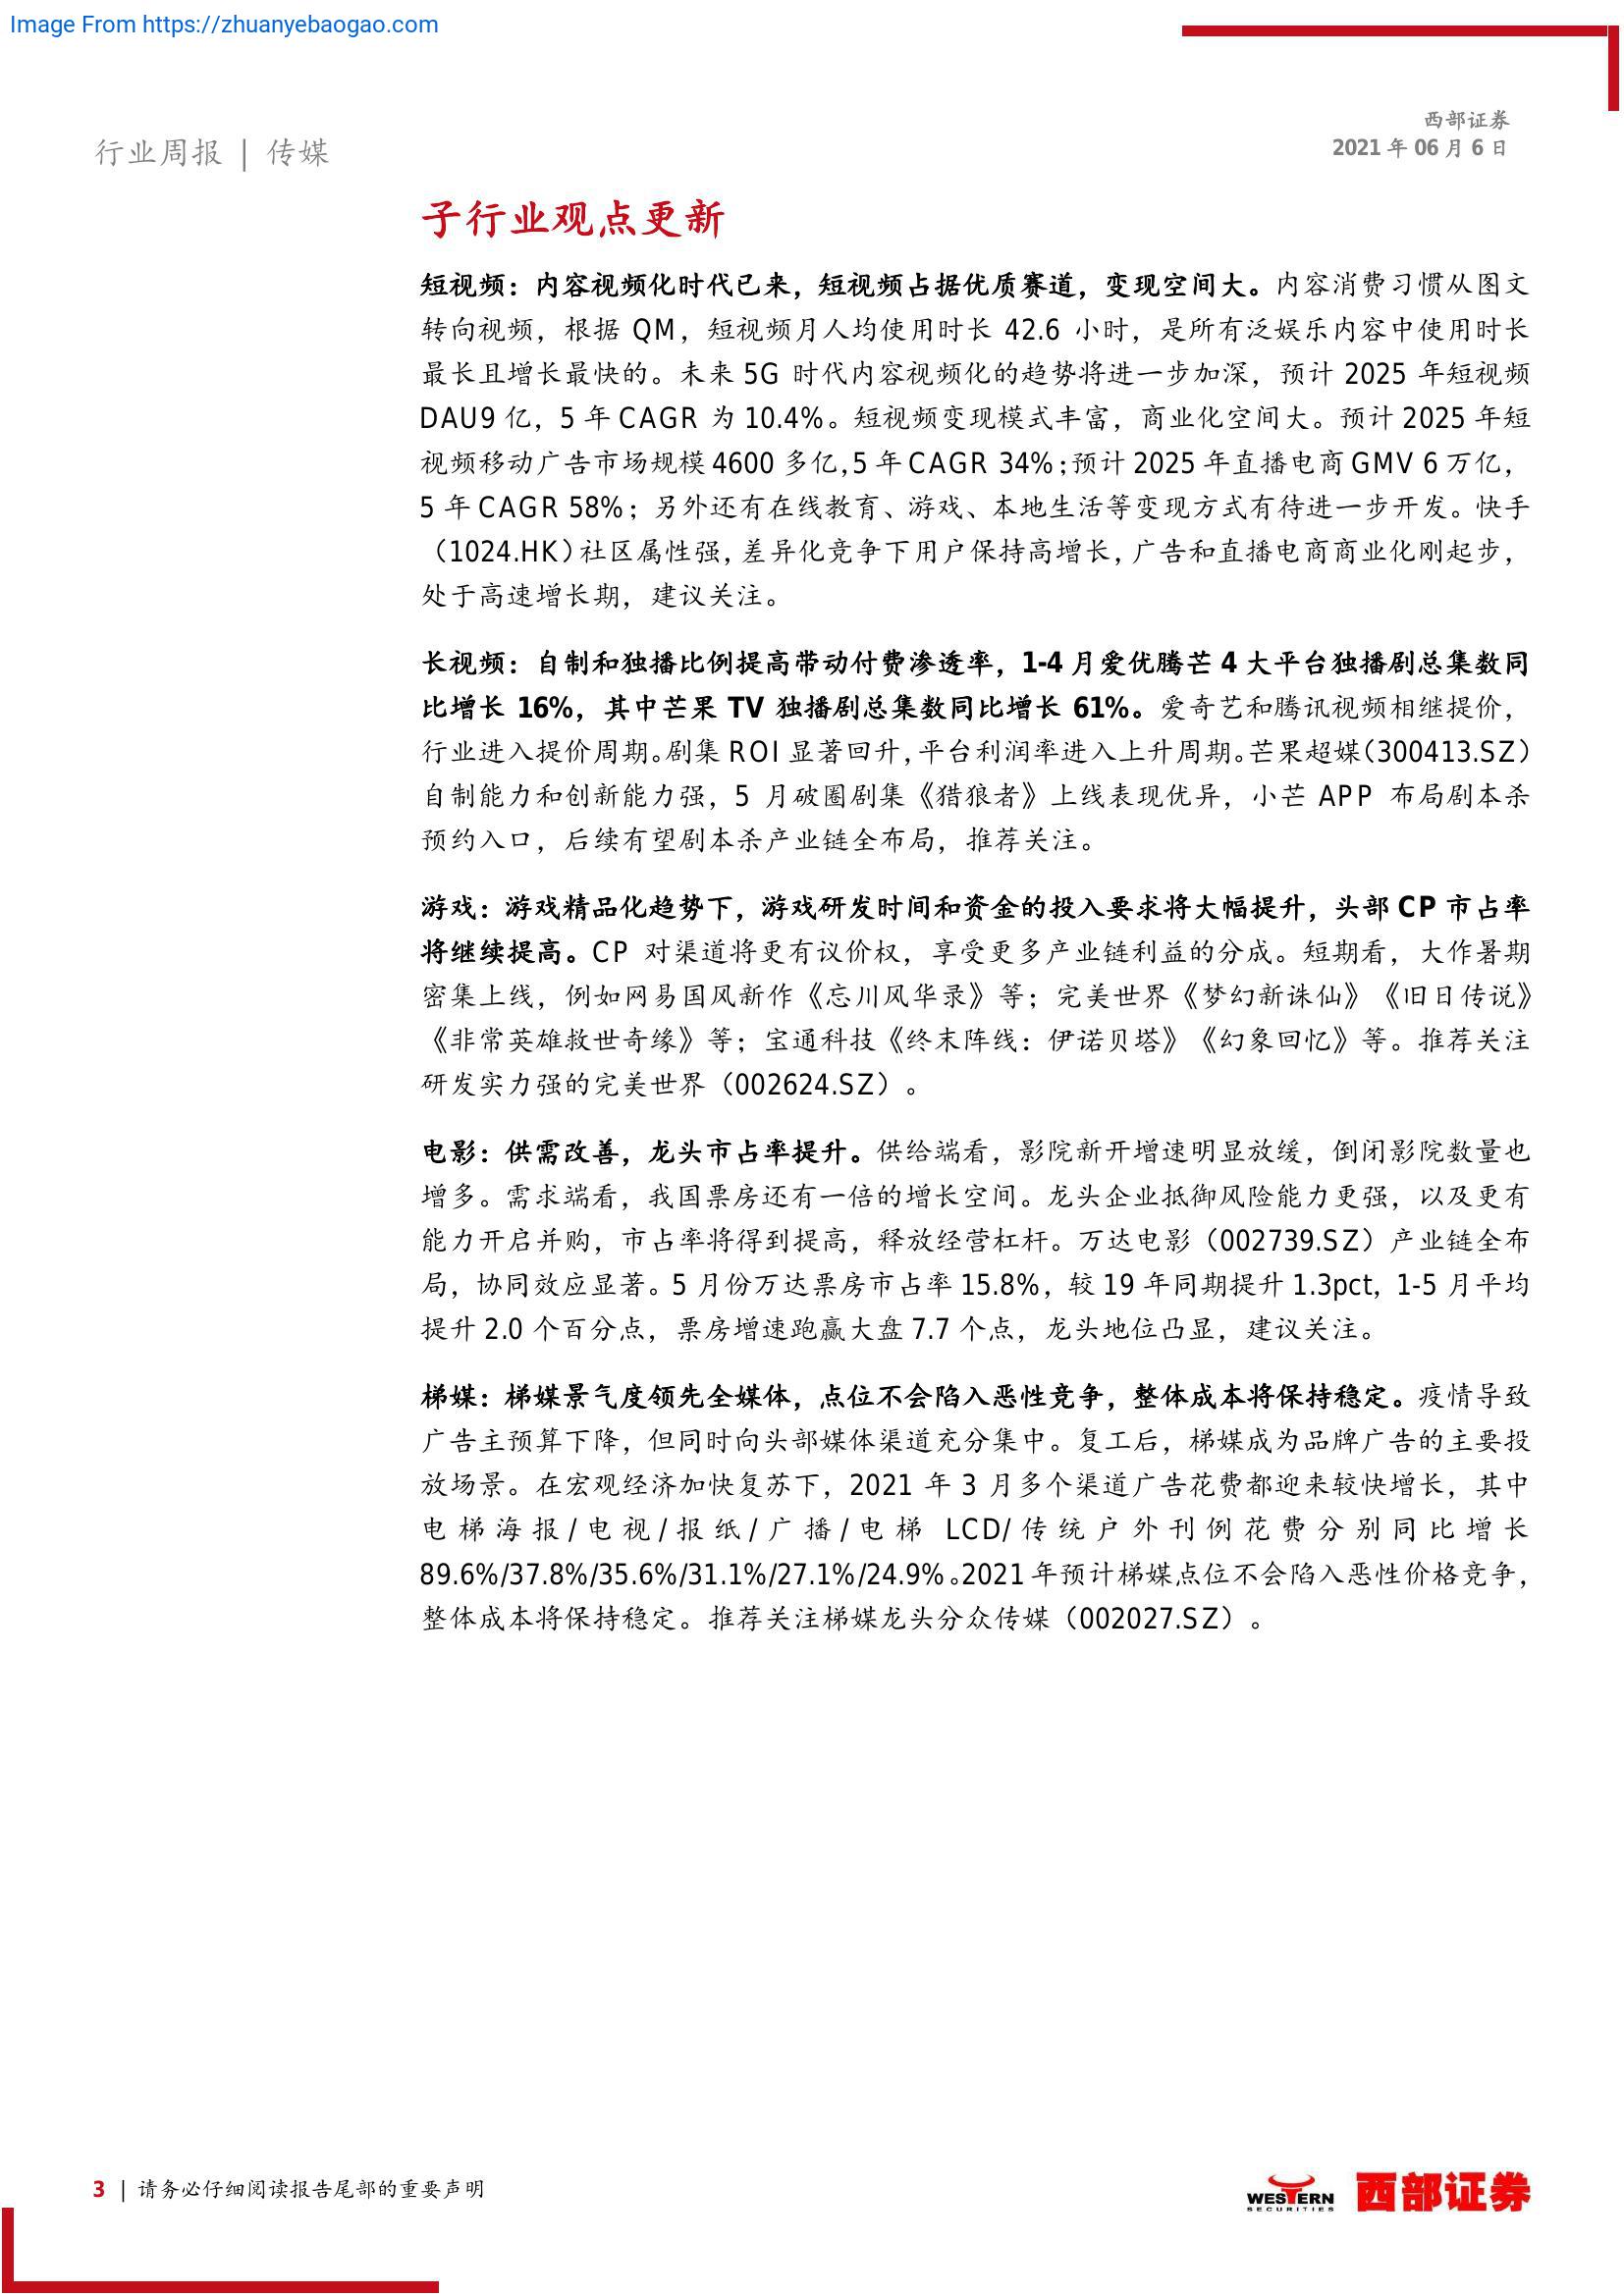 Image From https://zhuanyebaogao.com
西部证券
2021 年 06 月 6 日
行业周报 | 传媒
子行业观点更新
短视频：内容视频化时代已来，短视频占据优质赛道，变现空间大。内容消费习惯从图文
转向视频，根据 QM，短视频月人均使用时长 42.6 小时，是所有泛娱乐内容中使用时长
最长且增长最快的。未来 5G 时代内容视频化的趋势将进一步加深，预计 2025 年短视频
DAU9 亿，5 年 CAGR 为 10.4%。短视频变现模式丰富，商业化空间大。预计 2025 年短
视频移动广告市场规模 4600 多亿，5 年 CAGR 34%；预计 2025 年直播电商 GMV 6 万亿，
5 年 CAGR 58%；另外还有在线教育、游戏、本地生活等变现方式有待进一步开发。快手
（1024.HK）社区属性强，差异化竞争下用户保持高增长，广告和直播电商商业化刚起步，
处于高速增长期，建议关注。
长视频：自制和独播比例提高带动付费渗透率，1-4 月爱优腾芒 4 大平台独播剧总集数同
比增长 16%，其中芒果 TV 独播剧总集数同比增长 61%。爱奇艺和腾讯视频相继提价，
行业进入提价周期。剧集 ROI 显著回升，平台利润率进入上升周期。芒果超媒（300413.SZ）
自制能力和创新能力强，5 月破圈剧集《猎狼者》上线表现优异，小芒 APP 布局剧本杀
预约入口，后续有望剧本杀产业链全布局，推荐关注。
游戏：游戏精品化趋势下，游戏研发时间和资金的投入要求将大幅提升，头部 CP 市占率
将继续提高。CP 对渠道将更有议价权，享受更多产业链利益的分成。短期看，大作暑期
密集上线，例如网易国风新作《忘川风华录》等；完美世界《梦幻新诛仙》《旧日传说》
《非常英雄救世奇缘》等；宝通科技《终末阵线：伊诺贝塔》《幻象回忆》等。推荐关注
研发实力强的完美世界（002624.SZ）。
电影：供需改善，龙头市占率提升。供给端看，影院新开增速明显放缓，倒闭影院数量也
增多。需求端看，我国票房还有一倍的增长空间。龙头企业抵御风险能力更强，以及更有
能力开启并购，市占率将得到提高，释放经营杠杆。万达电影（002739.SZ）产业链全布
局，协同效应显著。5 月份万达票房市占率 15.8%，较 19 年同期提升 1.3pct，1-5 月平均
提升 2.0 个百分点，票房增速跑赢大盘 7.7 个点，龙头地位凸显，建议关注。
梯媒：梯媒景气度领先全媒体，点位不会陷入恶性竞争，整体成本将保持稳定。疫情导致
广告主预算下降，但同时向头部媒体渠道充分集中。复工后，梯媒成为品牌广告的主要投
放场景。在宏观经济加快复苏下，2021 年 3 月多个渠道广告花费都迎来较快增长，其中
电梯海报/电视/报纸/广播/电梯 LCD/传统户外刊例花费分别同比增长
89.6%/37.8%/35.6%/31.1%/27.1%/24.9%。2021 年预计梯媒点位不会陷入恶性价格竞争，
整体成本将保持稳定。推荐关注梯媒龙头分众传媒（002027.SZ）。
3 | 请务必仔细阅读报告尾部的重要声明
WESTERN
SECURITIES
西部证券